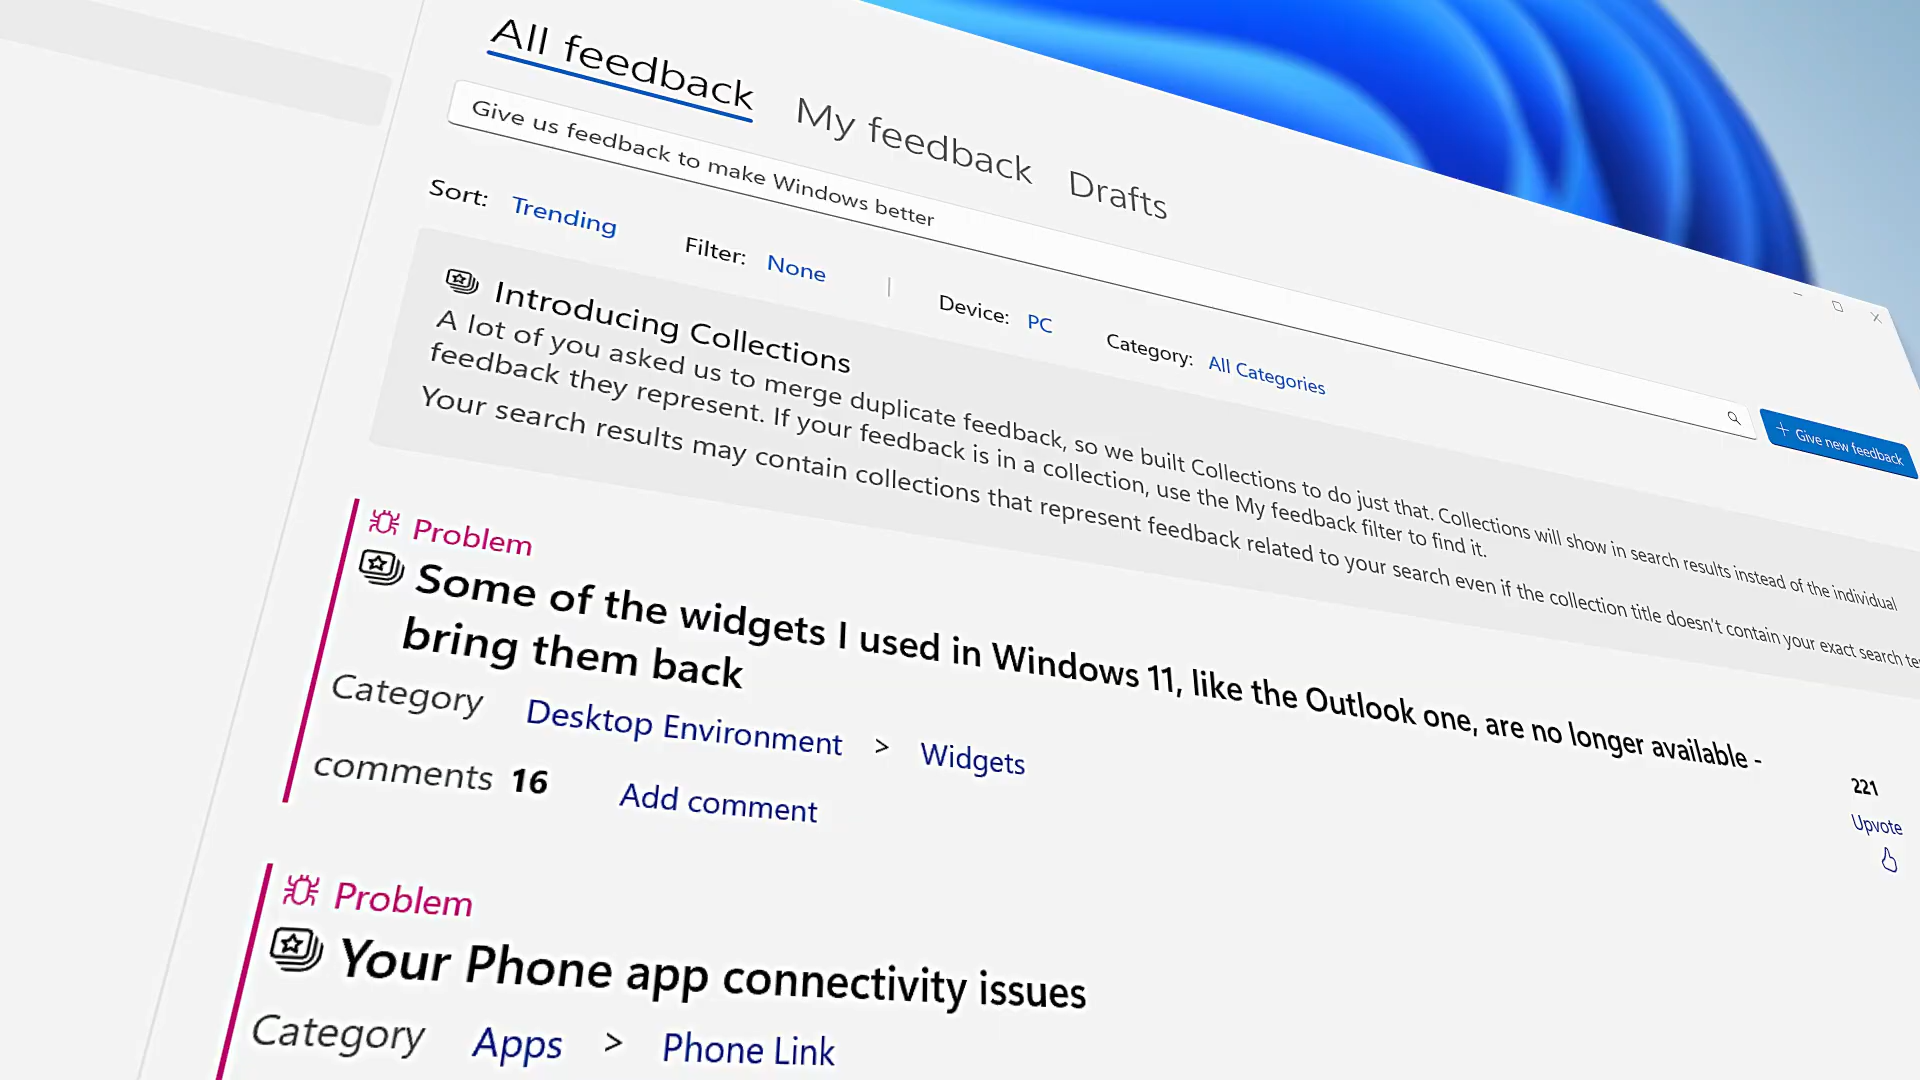 All feedback My feedback Drafts
Give us feedback to make Windows better
Give new feedback
Sort: Trending Filter: None | Device: PC Category: All Categories
Introducing Collections
A lot of you asked us to merge duplicate feedback, so we built Collections to do just that. Collections will show in search results instead of the individual
feedback they represent. If your feedback is in a collection, use the My feedback filter to find it.
Your search results may contain collections that represent feedback related to your search even if the collection title doesn't contain your exact search te
Problem
Some of the widgets I used in Windows 11, like the Outlook one, are no longer available -
bring them back
Category Desktop Environment > Widgets
comments 16 Add comment
221
Upvote
Problem
Your Phone app connectivity issues
Category Apps > Phone Link